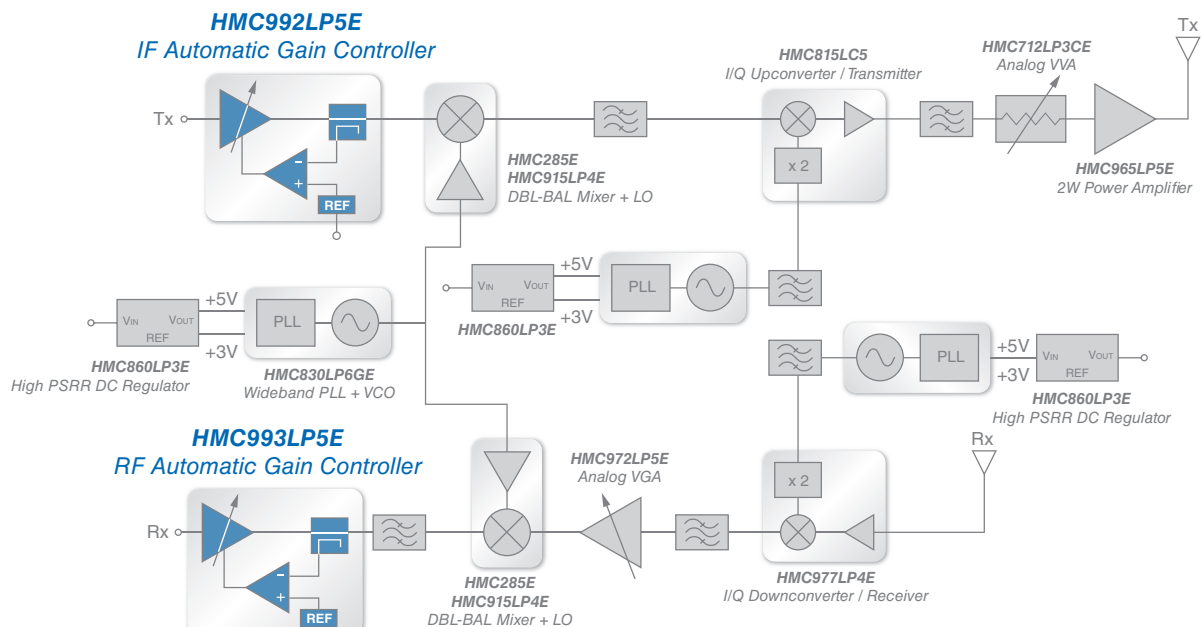 HMC992LP5E
IF Automatic Gain Controller
Tx
−
+
REF
HMC285E
HMC915LP4E
DBL-BAL Mixer + LO
HMC815LC5
I/Q Upconverter / Transmitter
x 2
HMC712LP3CE
Analog VVA
Tx
HMC965LP5E
2W Power Amplifier
VIN
VOUT
REF
+5V
+3V
HMC860LP3E
PLL
VIN
VOUT
REF
+5V
+3V
HMC860LP3E
High PSRR DC Regulator
PLL
HMC830LP6GE
Wideband PLL + VCO
PLL
+5V
+3V
VIN
VOUT
REF
HMC860LP3E
High PSRR DC Regulator
HMC993LP5E
RF Automatic Gain Controller
Rx
−
+
REF
HMC285E
HMC915LP4E
DBL-BAL Mixer + LO
HMC972LP5E
Analog VGA
x 2
HMC977LP4E
I/Q Downconverter / Receiver
Rx